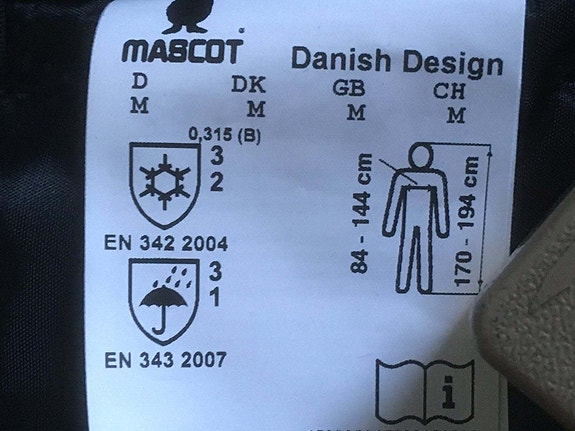 MASCOT
Danish Design
D DK GB CH
M M M M
0,315 (B)
3
2
EN 342 2004
3
1
EN 343 2007
84 - 144 cm
170 - 194 cm
i